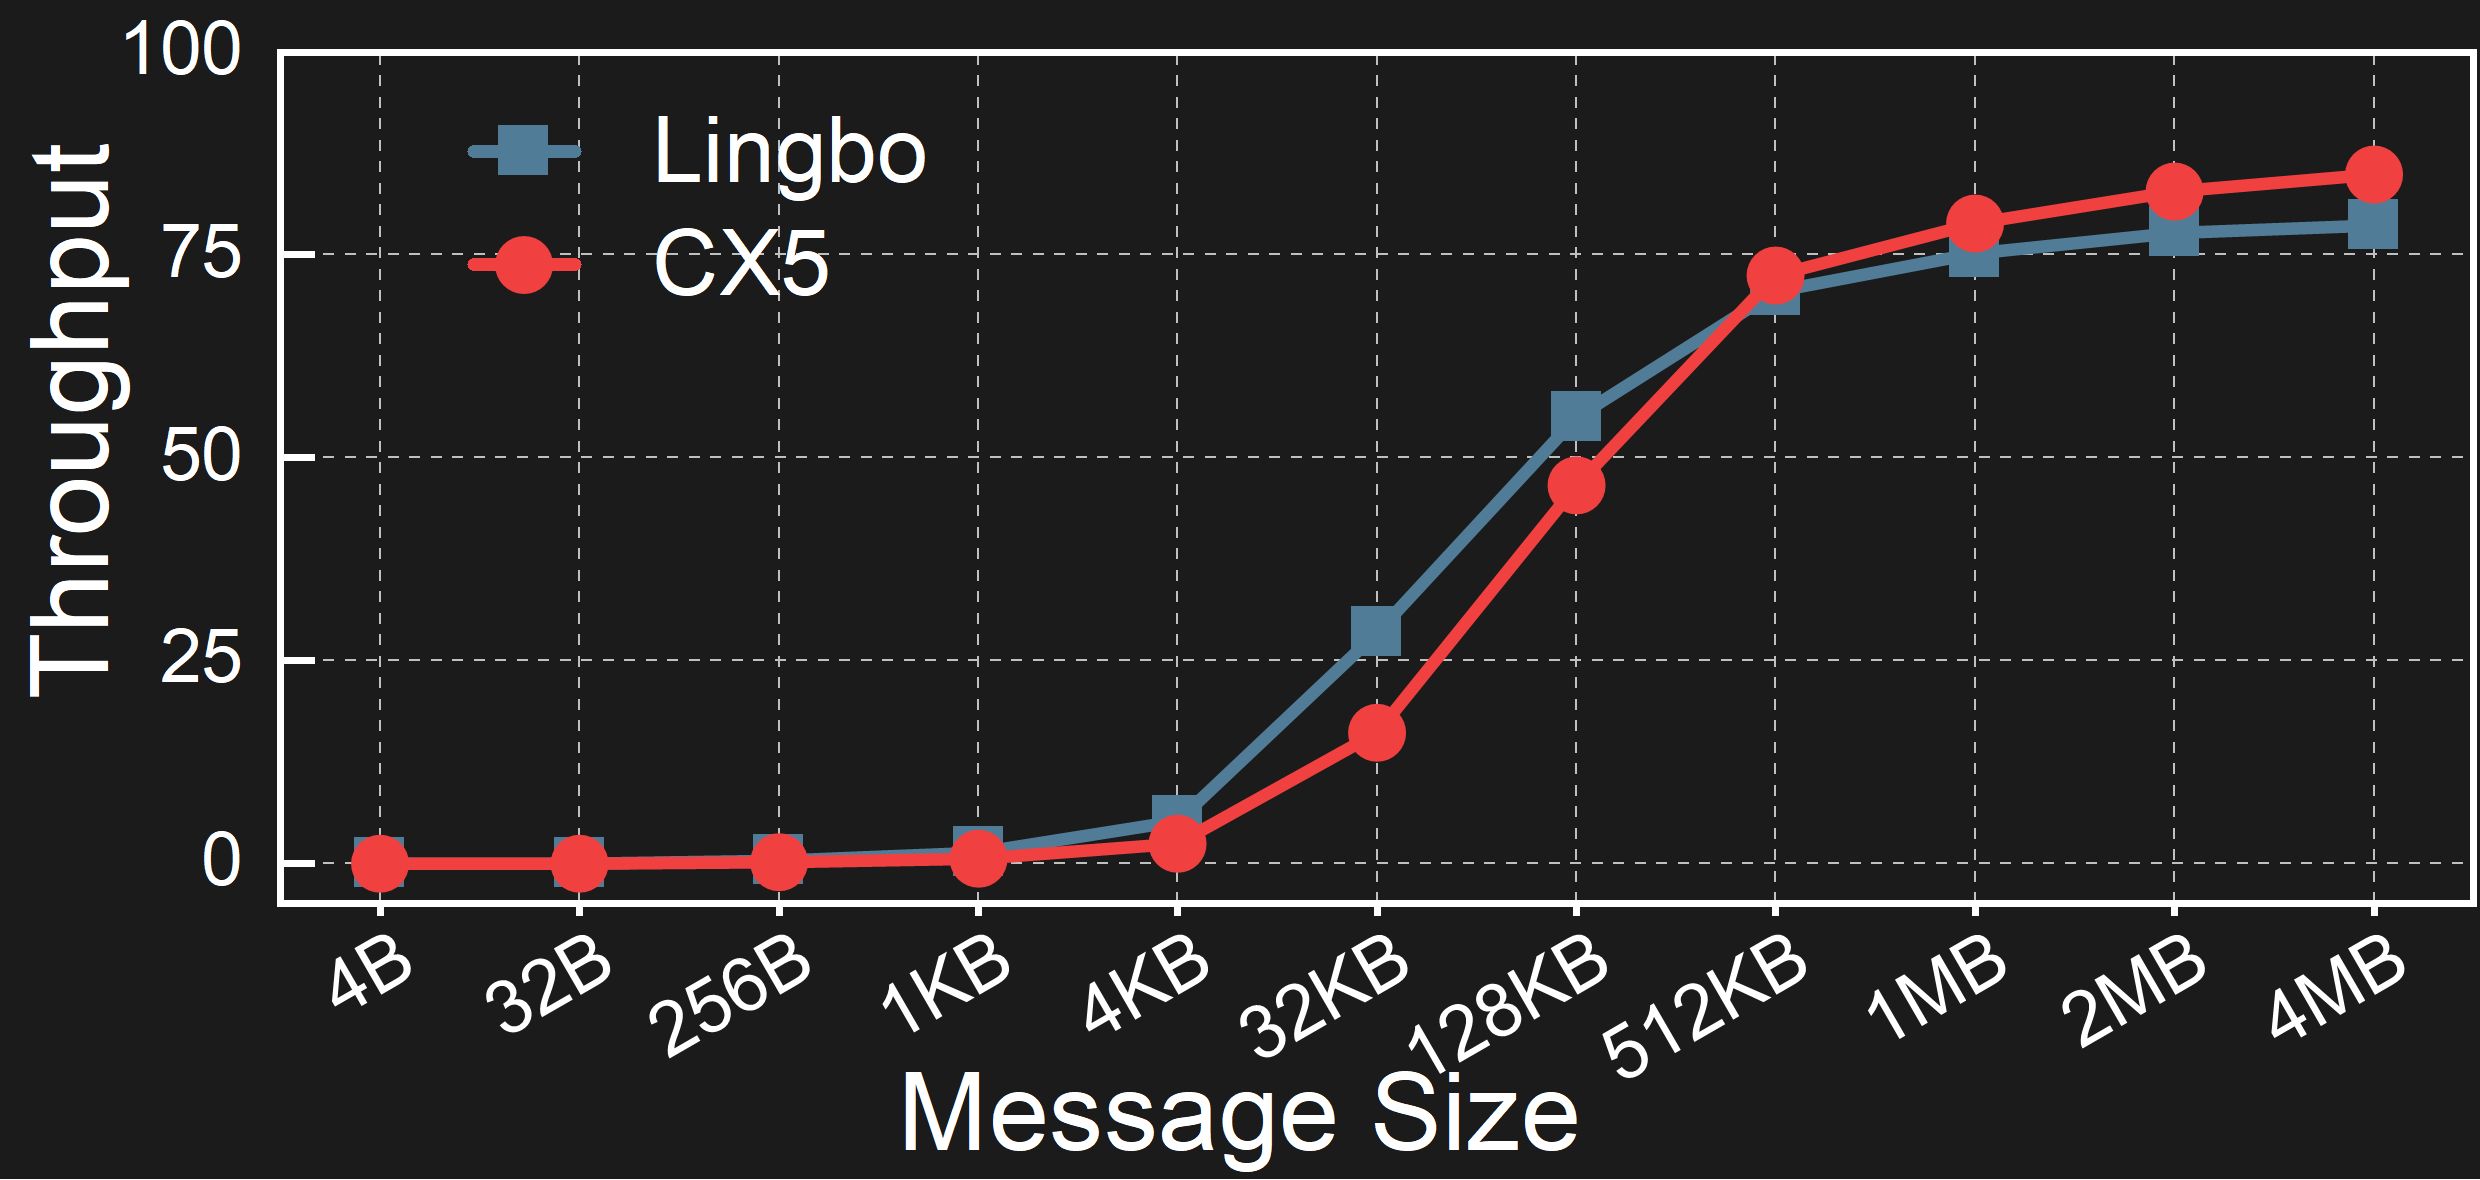 100
75
50
25
0
Throughput
Lingbo
CX5
4B
32B
256B
1KB
4KB
32KB
128KB
512KB
1MB
2MB
4MB
Message Size